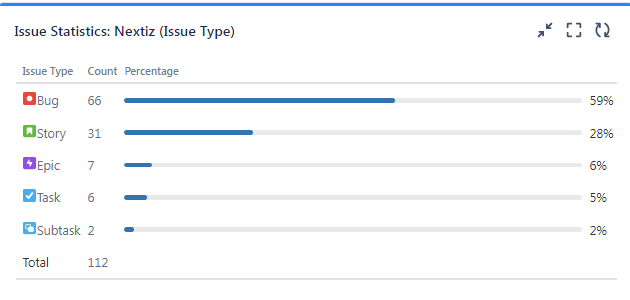 Issue Statistics: Nextiz (Issue Type)
Issue Type Count Percentage
Bug 66 59%
Story 31 28%
Epic 7 6%
Task 6 5%
Subtask 2 2%
Total 112